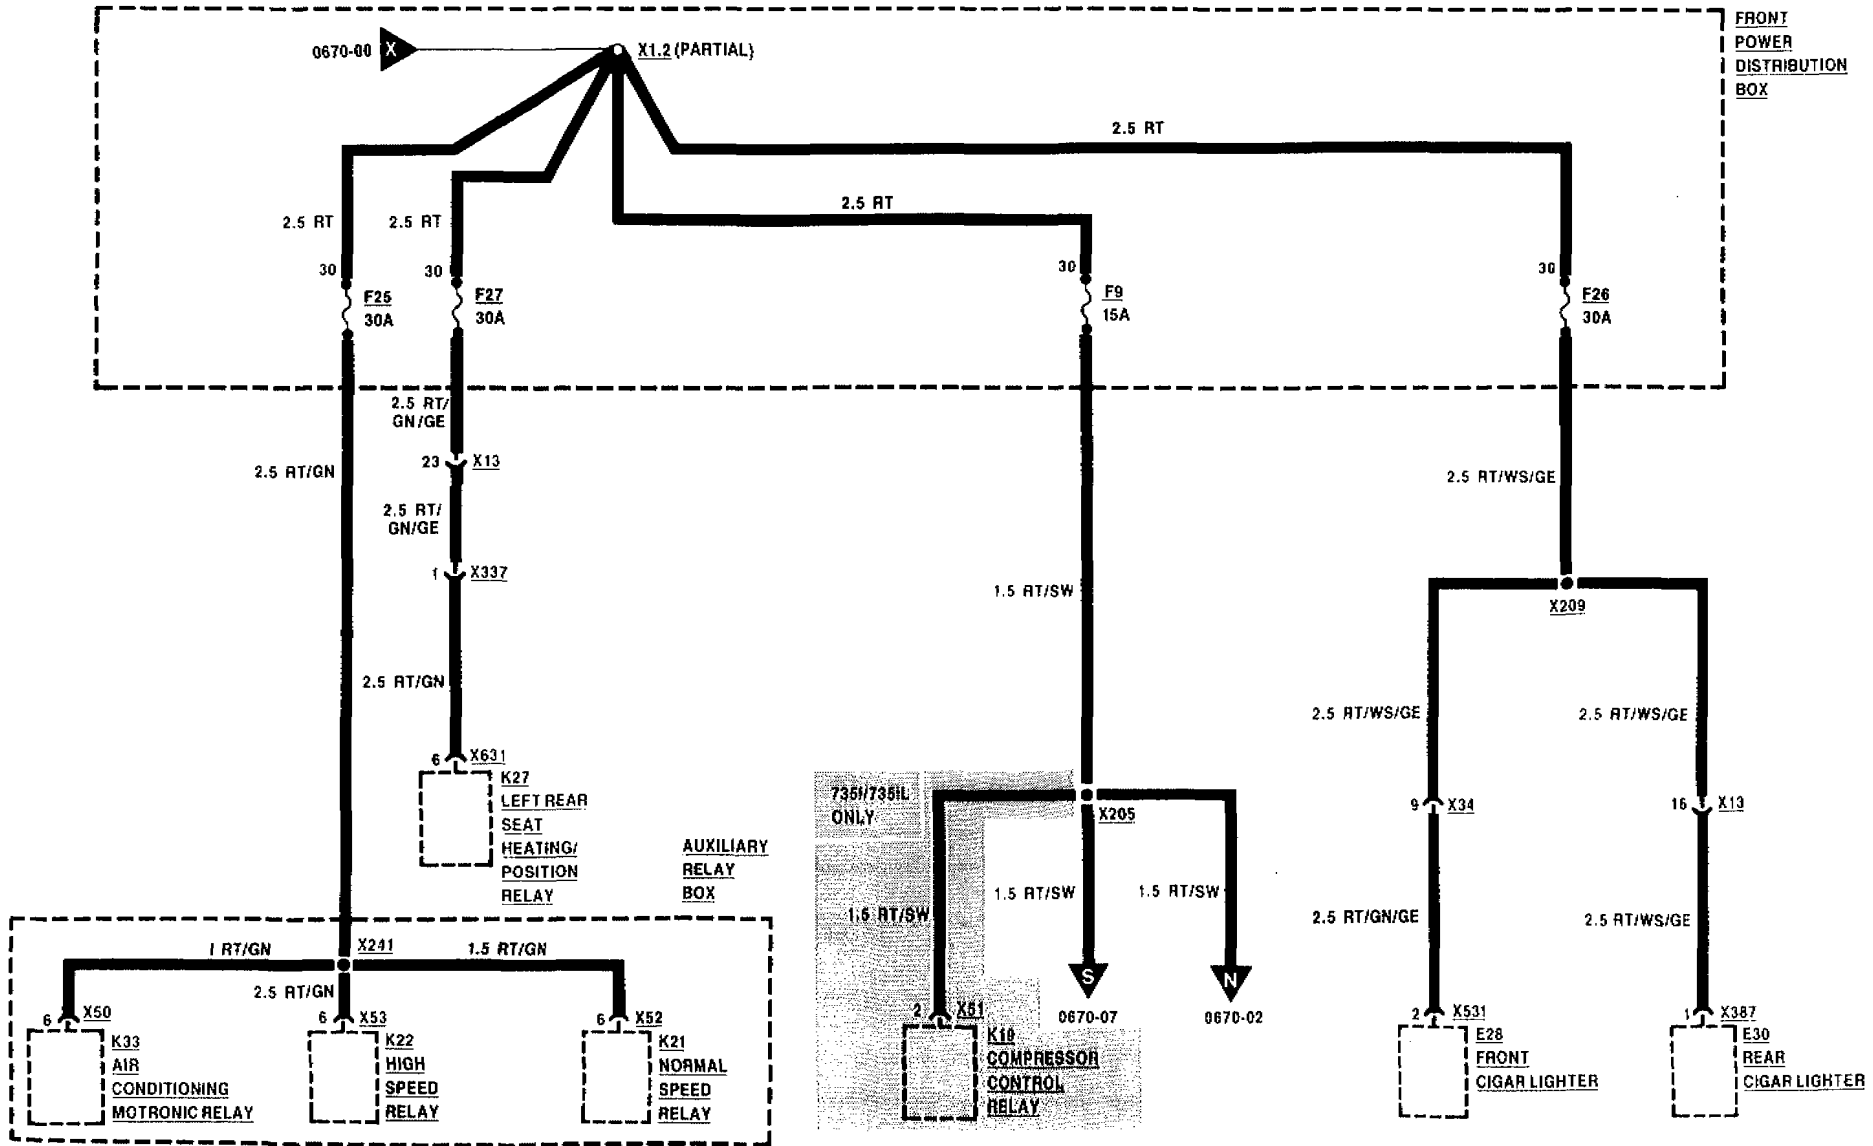 FRONT
POWER
DISTRIBUTION
BOX
0670-00 X
X1.2 (PARTIAL)
2.5 RT
2.5 RT
2.5 RT
2.5 RT
30
30
30
30
F25
30A
F27
30A
F9
15A
F26
30A
2.5 RT/
GN/GE
23 X13
2.5 RT/GN
2.5 RT/WS/GE
2.5 RT/
GN/GE
1 X337
1.5 RT/SW
X209
2.5 RT/GN
2.5 RT/WS/GE
2.5 RT/WS/GE
6 X631
K27
LEFT REAR
SEAT
HEATING/
POSITION
RELAY
735i/735iL
ONLY
X205
9 X34
16 X13
AUXILIARY
RELAY
BOX
1.5 RT/SW
1.5 RT/SW
1.5 RT/SW
2.5 RT/GN/GE
2.5 RT/WS/GE
1 RT/GN
X241
1.5 RT/GN
2.5 RT/GN
S
N
0670-07
0670-02
6 X50
6 X53
6 X52
2 X51
2 X531
1 X387
K33
AIR
CONDITIONING
MOTRONIC RELAY
K22
HIGH
SPEED
RELAY
K21
NORMAL
SPEED
RELAY
K19
COMPRESSOR
CONTROL
RELAY
E28
FRONT
CIGAR LIGHTER
E30
REAR
CIGAR LIGHTER